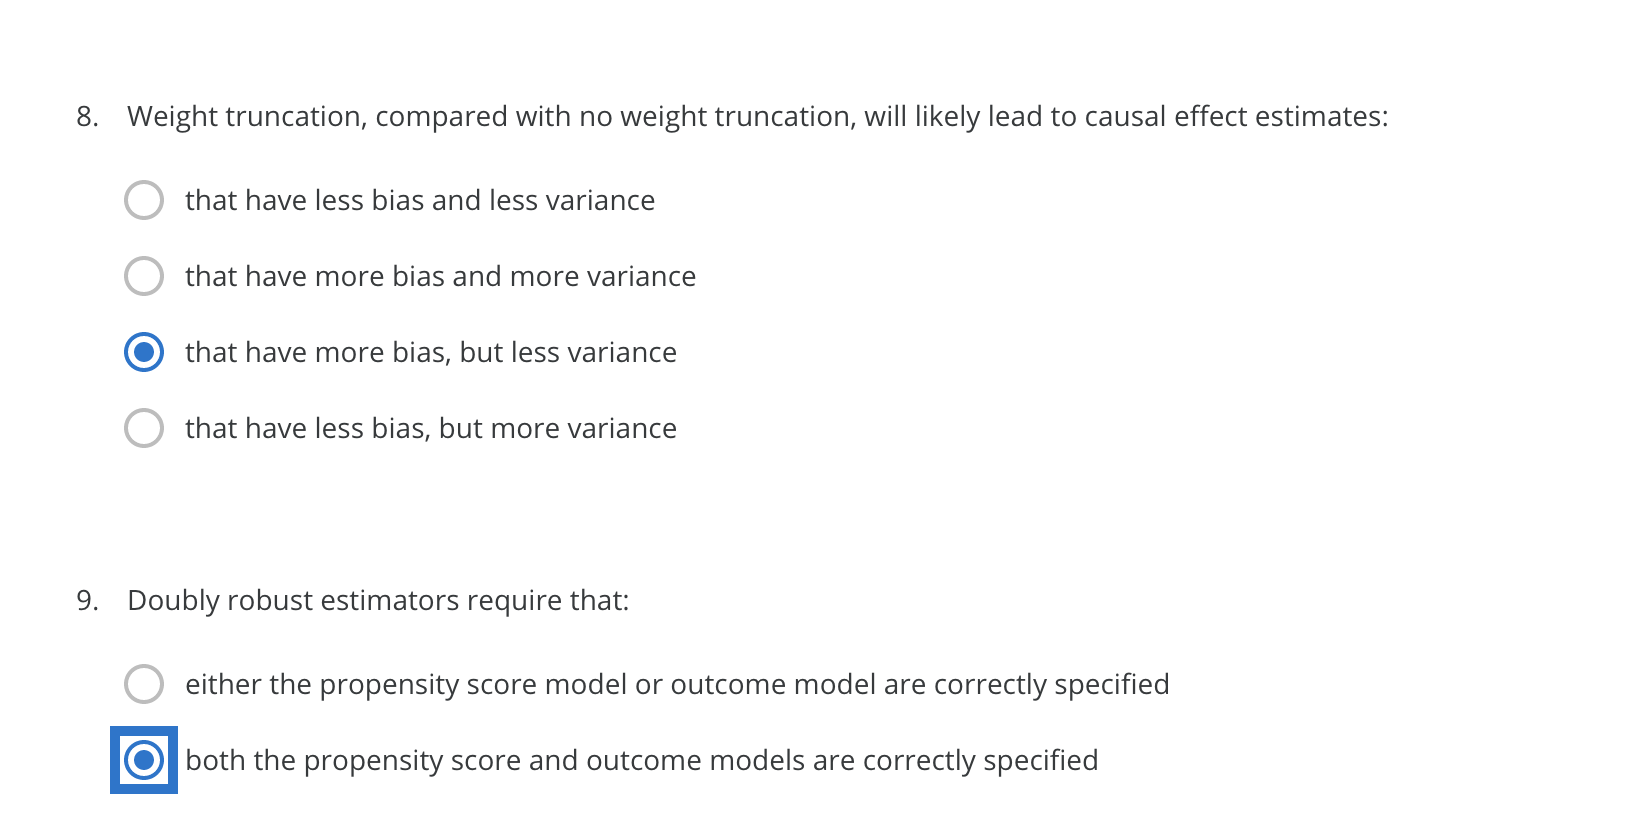 8. Weight truncation, compared with no weight truncation, will likely lead to causal effect estimates:
that have less bias and less variance
that have more bias and more variance
that have more bias, but less variance
that have less bias, but more variance
9. Doubly robust estimators require that:
either the propensity score model or outcome model are correctly specified
both the propensity score and outcome models are correctly specified